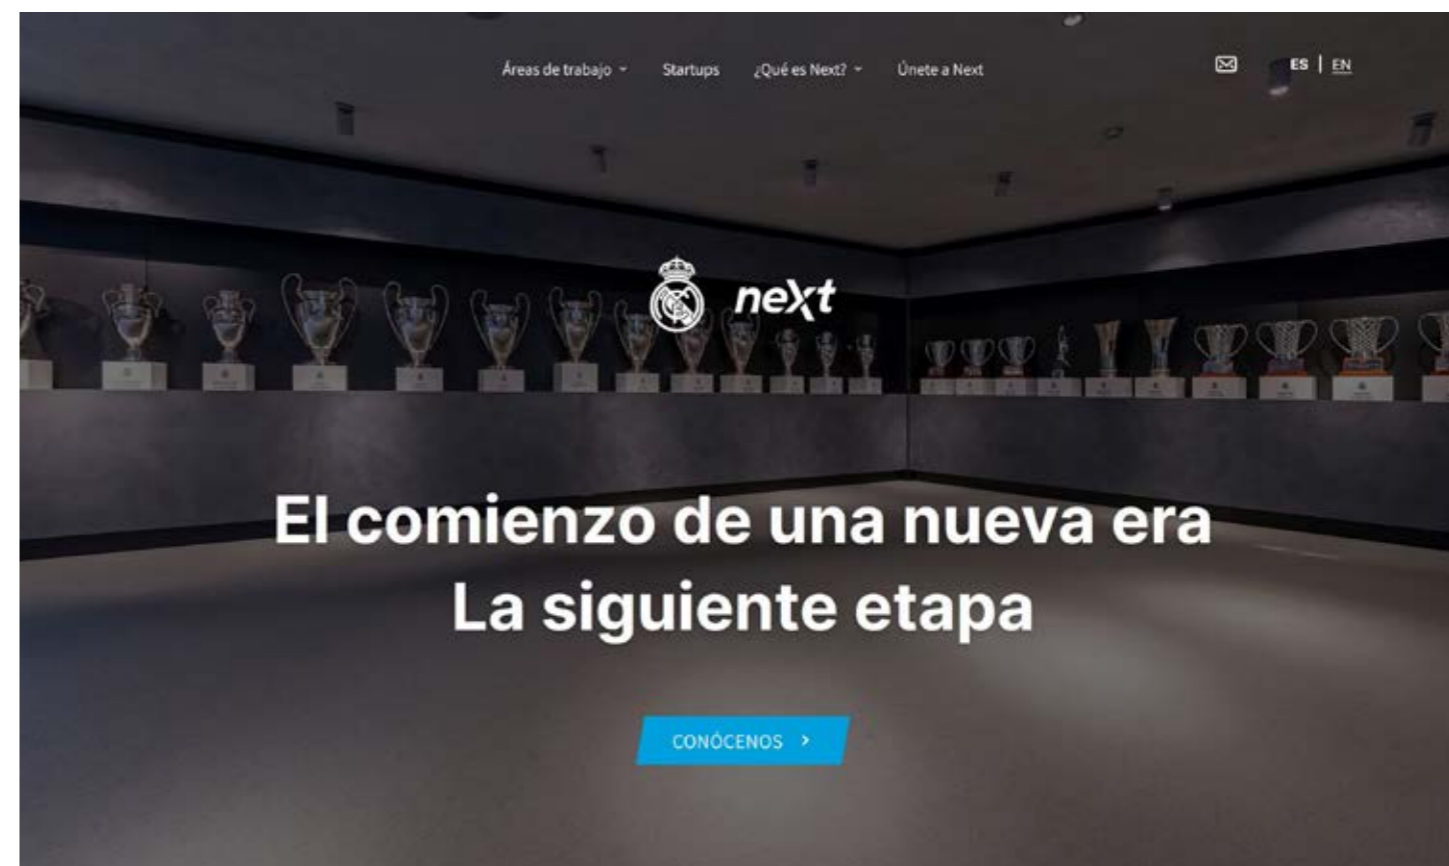 Áreas de trabajo Startups ¿Qué es Next? Únete a Next ES | EN
neXt
El comienzo de una nueva era
La siguiente etapa
CONÓCENOS >